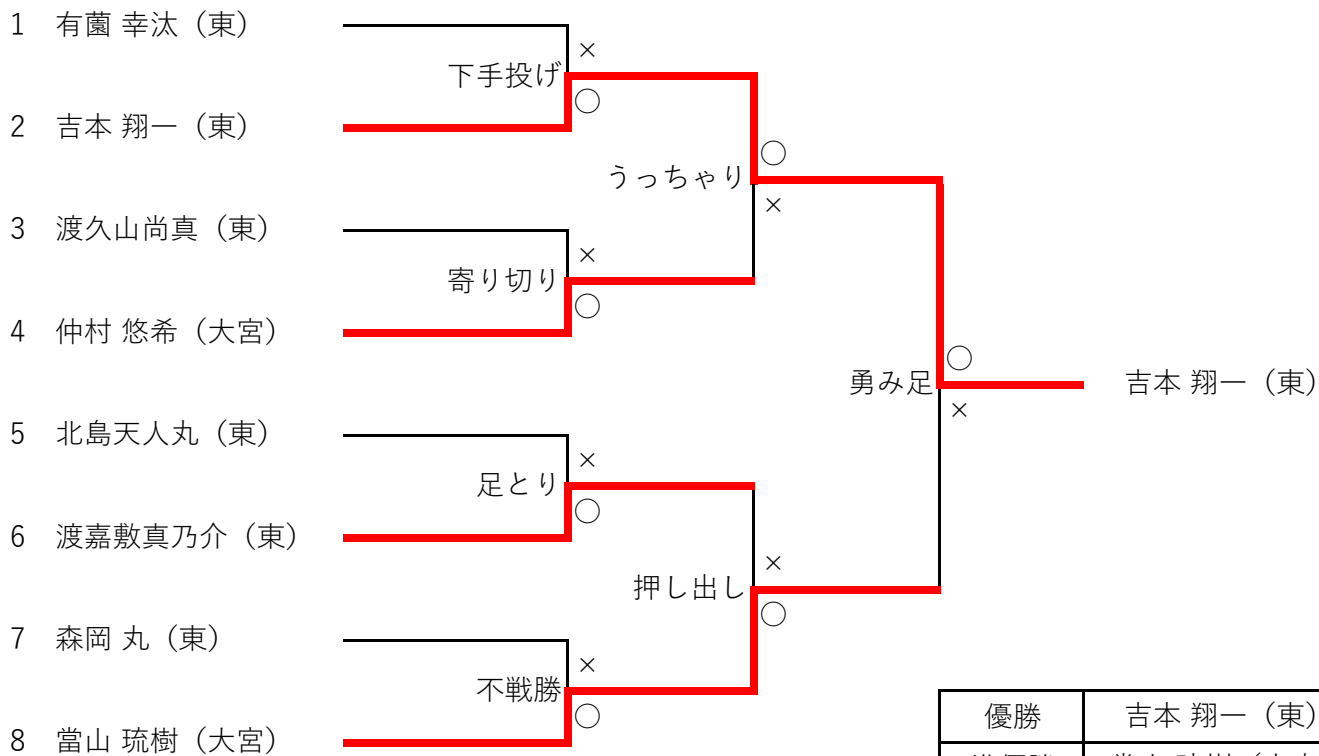 1 有薗 幸汰（東）
×
下手投げ
○
2 吉本 翔一（東）
○
うっちゃり
×
3 渡久山尚真（東）
×
寄り切り
○
4 仲村 悠希（大宮）
○
勇み足 吉本 翔一（東）
×
5 北島天人丸（東）
×
足とり
○
6 渡嘉敷真乃介（東）
×
押し出し
○
7 森岡 丸（東）
×
不戦勝
○
優勝 吉本 翔一（東）
8 當山 琉樹（大宮）